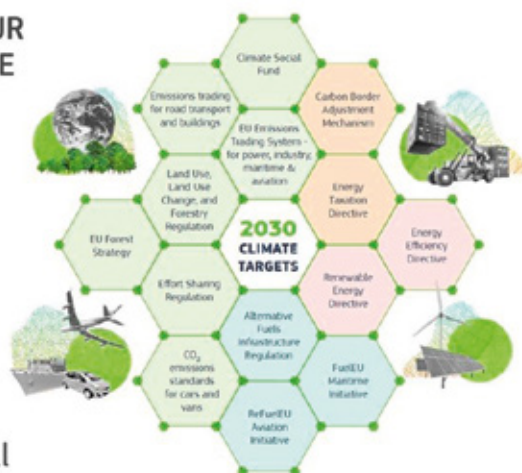 UR
E
Climate Social
Fund
Emissions trading
for road transport
and buildings
Carbon Border
Adjustment
Mechanism
EU Emissions
Trading System -
for power, industry,
maritime &
aviation
Land Use,
Land Use
Change, and
Forestry
Regulation
Energy
Taxation
Directive
EU Forest
Strategy
2030
CLIMATE
TARGETS
Energy
Efficiency
Directive
Effort Sharing
Regulation
Renewable
Energy
Directive
Alternative
Fuels
Infrastructure
Regulation
CO₂
emissions
standards
for cars and
vans
FuelEU
Maritime
Initiative
ReFuelEU
Aviation
Initiative
ll